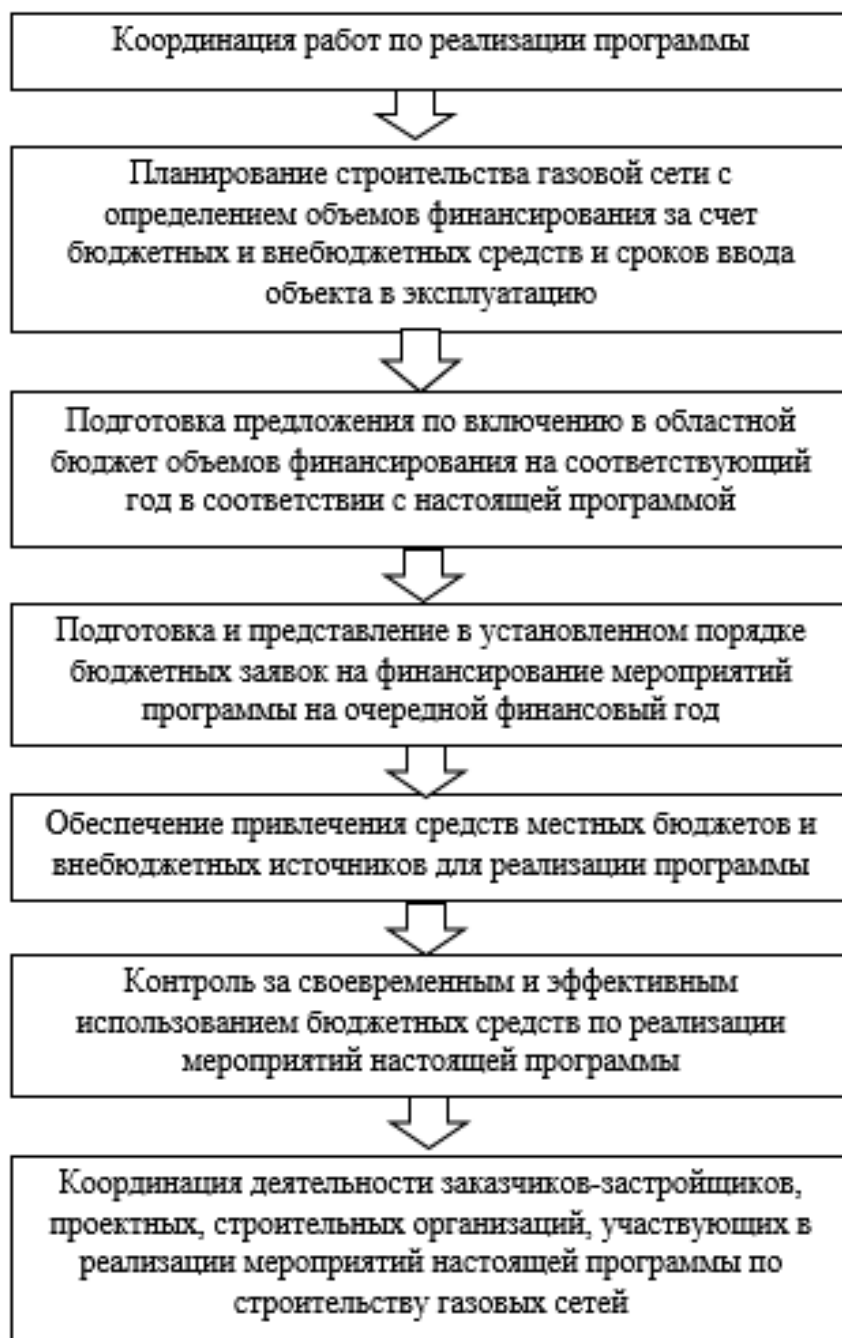 Координация работ по реализации программы
Планирование строительства газовой сети с
определением объемов финансирования за счет
бюджетных и внебюджетных средств и сроков ввода
объекта в эксплуатацию
Подготовка предложения по включению в областной
бюджет объемов финансирования на соответствующий
год в соответствии с настоящей программой
Подготовка и представление в установленном порядке
бюджетных заявок на финансирование мероприятий
программы на очередной финансовый год
Обеспечение привлечения средств местных бюджетов и
внебюджетных источников для реализации программы
Контроль за своевременным и эффективным
использованием бюджетных средств по реализации
мероприятий настоящей программы
Координация деятельности заказчиков-застройщиков,
проектных, строительных организаций, участвующих в
реализации мероприятий настоящей программы по
строительству газовых сетей